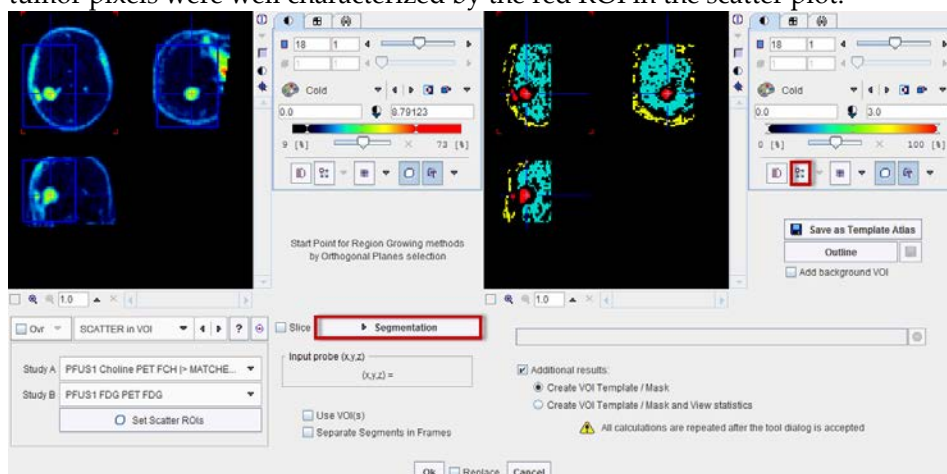 tumor pixels were well characterized by the red ROI in the scatter plot.
18 1
1 1
Cold
0.0 8.79123
9 [%] 73 [%]
Start Point for Region Growing methods
by Orthogonal Planes selection
18 1
1 1
Cold
0.0 3.0
0 [%] 100 [%]
Save as Template Atlas
Outline
Add background VOI
1.0
1.0
Ovr SCATTER in VOI ?
Slice Segmentation
Study A PFUS1 Choline PET FCH |> MATCHE...
Study B PFUS1 FDG PET FDG
Set Scatter ROIs
Input probe (x,y,z)
(x,y,z) =
Use VOI(s)
Separate Segments in Frames
Additional results:
Create VOI Template / Mask
Create VOI Template / Mask and View statistics
All calculations are repeated after the tool dialog is accepted
Ok Replace Cancel